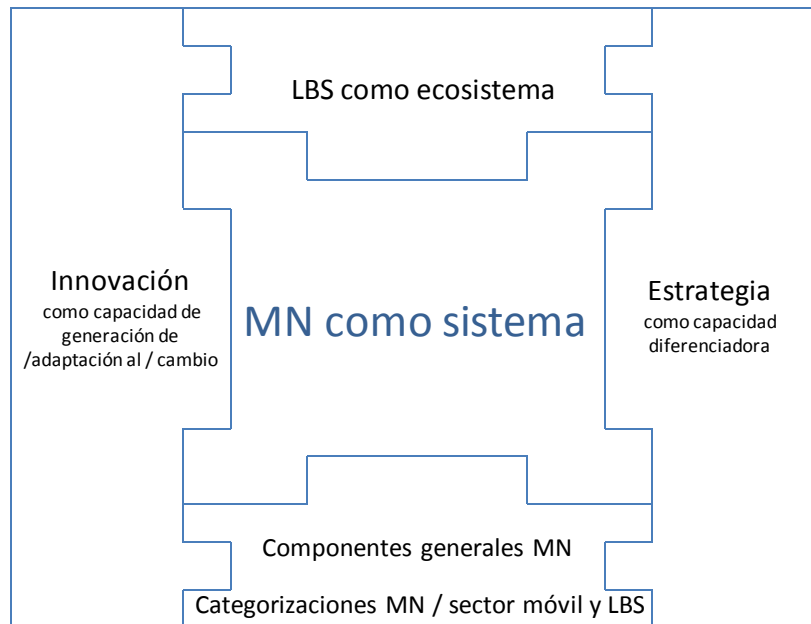 LBS como ecosistema
Innovación
como capacidad de
generación de
/adaptación al / cambio
MN como sistema
Estrategia
como capacidad
diferenciadora
Componentes generales MN
Categorizaciones MN / sector móvil y LBS